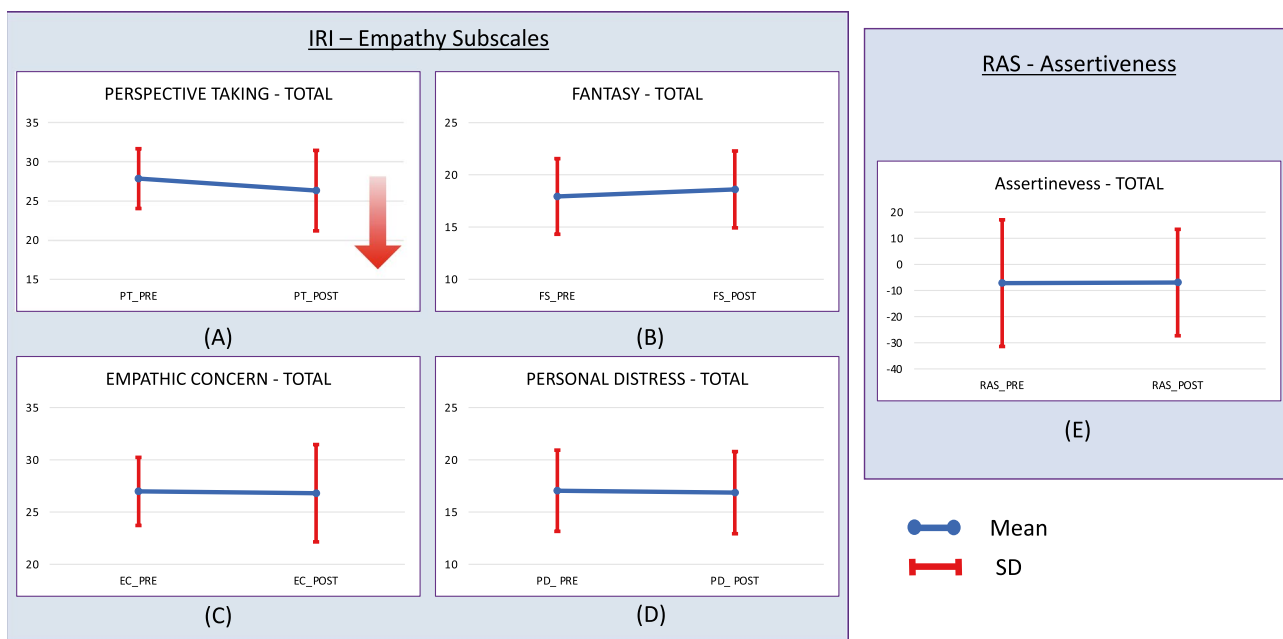 IRI – Empathy Subscales
PERSPECTIVE TAKING - TOTAL
35
30
25
20
15
PT_PRE PT_POST
(A)
FANTASY - TOTAL
25
20
15
10
FS_PRE FS_POST
(B)
EMPATHIC CONCERN - TOTAL
35
30
25
20
EC_PRE EC_POST
(C)
PERSONAL DISTRESS - TOTAL
25
20
15
10
PD_ PRE PD_ POST
(D)
RAS - Assertiveness
Assertinevess - TOTAL
20
10
0
-10
-20
-30
-40
RAS_PRE RAS_POST
(E)
Mean
SD